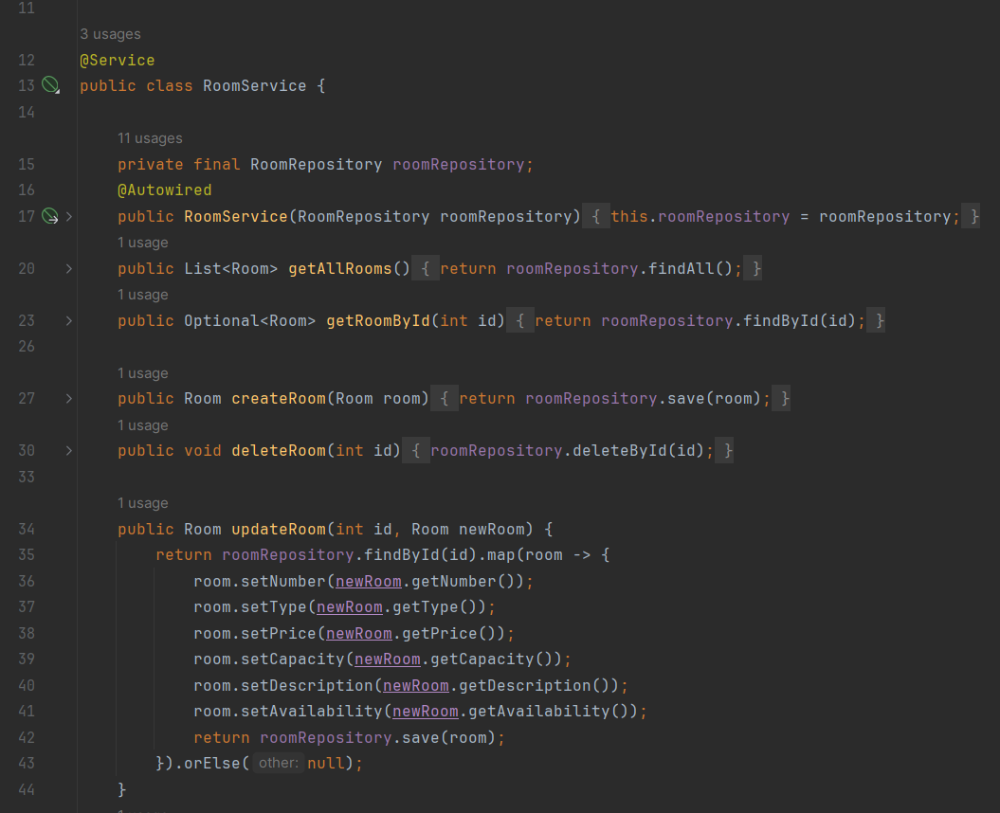 11
3 usages
12 @Service
13 public class RoomService {
14
11 usages
15 private final RoomRepository roomRepository;
16 @Autowired
17 public RoomService(RoomRepository roomRepository) { this.roomRepository = roomRepository; }
1 usage
20 public List<Room> getAllRooms() { return roomRepository.findAll(); }
1 usage
23 public Optional<Room> getRoomById(int id) { return roomRepository.findById(id); }
26
1 usage
27 public Room createRoom(Room room) { return roomRepository.save(room); }
1 usage
30 public void deleteRoom(int id) { roomRepository.deleteById(id); }
33
1 usage
34 public Room updateRoom(int id, Room newRoom) {
35 return roomRepository.findById(id).map(room -> {
36 room.setNumber(newRoom.getNumber());
37 room.setType(newRoom.getType());
38 room.setPrice(newRoom.getPrice());
39 room.setCapacity(newRoom.getCapacity());
40 room.setDescription(newRoom.getDescription());
41 room.setAvailability(newRoom.getAvailability());
42 return roomRepository.save(room);
43 }).orElse( other: null);
44 }